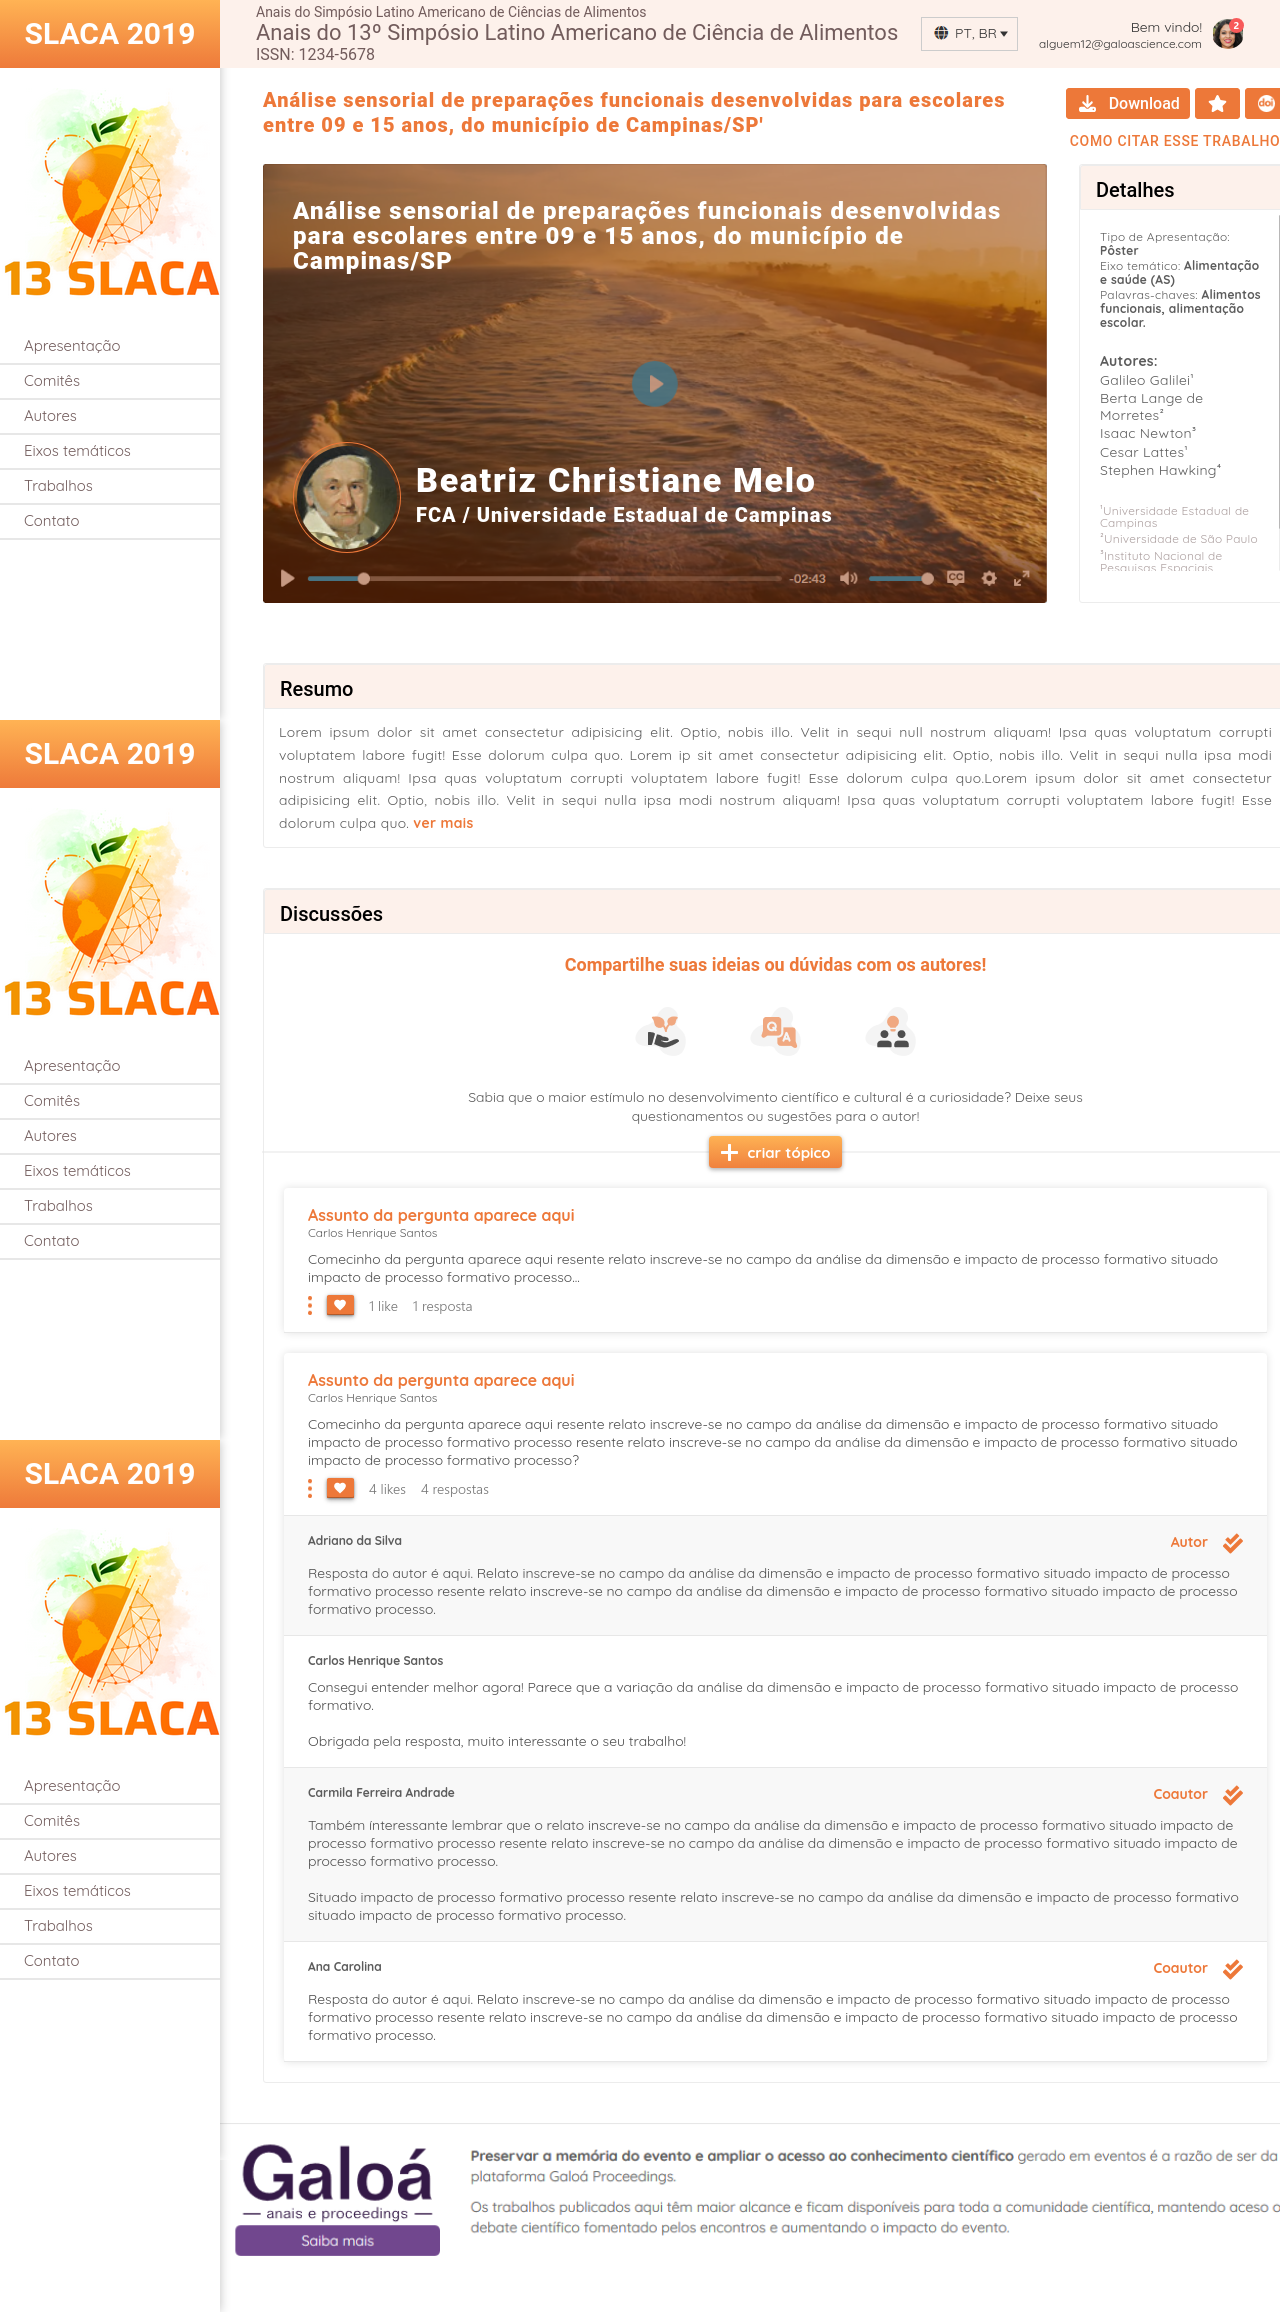 SLACA 2019
13 SLACA
Apresentação
Comitês
Autores
Eixos temáticos
Trabalhos
Contato
SLACA 2019
13 SLACA
Apresentação
Comitês
Autores
Eixos temáticos
Trabalhos
Contato
SLACA 2019
13 SLACA
Apresentação
Comitês
Autores
Eixos temáticos
Trabalhos
Contato
Anais do Simpósio Latino Americano de Ciências de Alimentos
Anais do 13º Simpósio Latino Americano de Ciência de Alimentos
ISSN: 1234-5678
PT, BR
Bem vindo!
alguem12@galoascience.com
2
Análise sensorial de preparações funcionais desenvolvidas para escolares
entre 09 e 15 anos, do município de Campinas/SP'
Download
doi
COMO CITAR ESSE TRABALHO
Análise sensorial de preparações funcionais desenvolvidas
para escolares entre 09 e 15 anos, do município de
Campinas/SP
Beatriz Christiane Melo
FCA / Universidade Estadual de Campinas
-02:43
CC
Detalhes
Tipo de Apresentação:
Pôster
Eixo temático: Alimentação
e saúde (AS)
Palavras-chaves: Alimentos
funcionais, alimentação
escolar.
Autores:
Galileo Galilei¹
Berta Lange de
Morretes²
Isaac Newton³
Cesar Lattes¹
Stephen Hawking⁴
¹Universidade Estadual de
Campinas
²Universidade de São Paulo
³Instituto Nacional de
Pesquisas Espaciais
Resumo
Lorem ipsum dolor sit amet consectetur adipisicing elit. Optio, nobis illo. Velit in sequi null nostrum aliquam! Ipsa quas voluptatum corrupti
voluptatem labore fugit! Esse dolorum culpa quo. Lorem ip sit amet consectetur adipisicing elit. Optio, nobis illo. Velit in sequi nulla ipsa modi
nostrum aliquam! Ipsa quas voluptatum corrupti voluptatem labore fugit! Esse dolorum culpa quo.Lorem ipsum dolor sit amet consectetur
adipisicing elit. Optio, nobis illo. Velit in sequi nulla ipsa modi nostrum aliquam! Ipsa quas voluptatum corrupti voluptatem labore fugit! Esse
dolorum culpa quo. ver mais
Discussões
Compartilhe suas ideias ou dúvidas com os autores!
Q A
Sabia que o maior estímulo no desenvolvimento científico e cultural é a curiosidade? Deixe seus
questionamentos ou sugestões para o autor!
criar tópico
Assunto da pergunta aparece aqui
Carlos Henrique Santos
Comecinho da pergunta aparece aqui resente relato inscreve-se no campo da análise da dimensão e impacto de processo formativo situado
impacto de processo formativo processo...
1 like 1 resposta
Assunto da pergunta aparece aqui
Carlos Henrique Santos
Comecinho da pergunta aparece aqui resente relato inscreve-se no campo da análise da dimensão e impacto de processo formativo situado
impacto de processo formativo processo resente relato inscreve-se no campo da análise da dimensão e impacto de processo formativo situado
impacto de processo formativo processo?
4 likes 4 respostas
Adriano da Silva
Autor
Resposta do autor é aqui. Relato inscreve-se no campo da análise da dimensão e impacto de processo formativo situado impacto de processo
formativo processo resente relato inscreve-se no campo da análise da dimensão e impacto de processo formativo situado impacto de processo
formativo processo.
Carlos Henrique Santos
Consegui entender melhor agora! Parece que a variação da análise da dimensão e impacto de processo formativo situado impacto de processo
formativo.
Obrigada pela resposta, muito interessante o seu trabalho!
Carmila Ferreira Andrade
Coautor
Também ínteressante lembrar que o relato inscreve-se no campo da análise da dimensão e impacto de processo formativo situado impacto de
processo formativo processo resente relato inscreve-se no campo da análise da dimensão e impacto de processo formativo situado impacto de
processo formativo processo.
Situado impacto de processo formativo processo resente relato inscreve-se no campo da análise da dimensão e impacto de processo formativo
situado impacto de processo formativo processo.
Ana Carolina
Coautor
Resposta do autor é aqui. Relato inscreve-se no campo da análise da dimensão e impacto de processo formativo situado impacto de processo
formativo processo resente relato inscreve-se no campo da análise da dimensão e impacto de processo formativo situado impacto de processo
formativo processo.
Galoá
anais e proceedings
Saiba mais
Preservar a memória do evento e ampliar o acesso ao conhecimento científico gerado em eventos é a razão de ser da
plataforma Galoá Proceedings.
Os trabalhos publicados aqui têm maior alcance e ficam disponíveis para toda a comunidade científica, mantendo aceso o
debate científico fomentado pelos encontros e aumentando o impacto do evento.